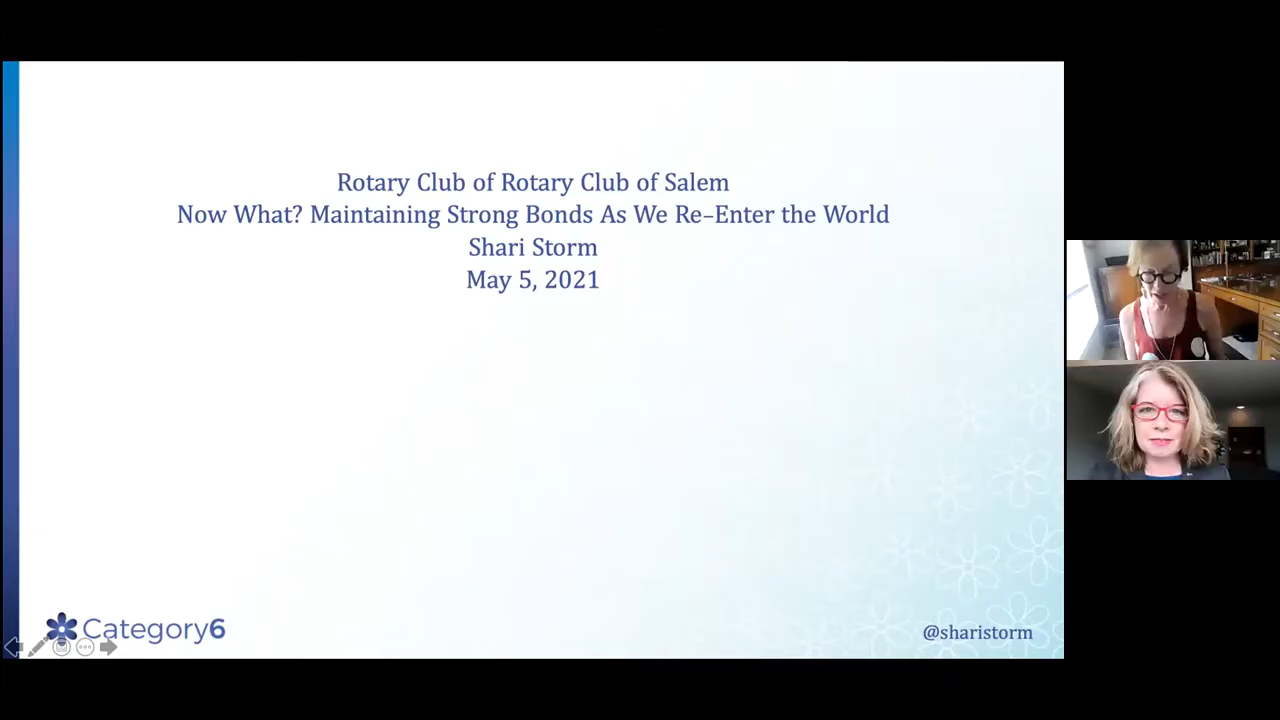 Rotary Club of Rotary Club of Salem
Now What? Maintaining Strong Bonds As We Re–Enter the World
Shari Storm
May 5, 2021
Category6
@sharistorm